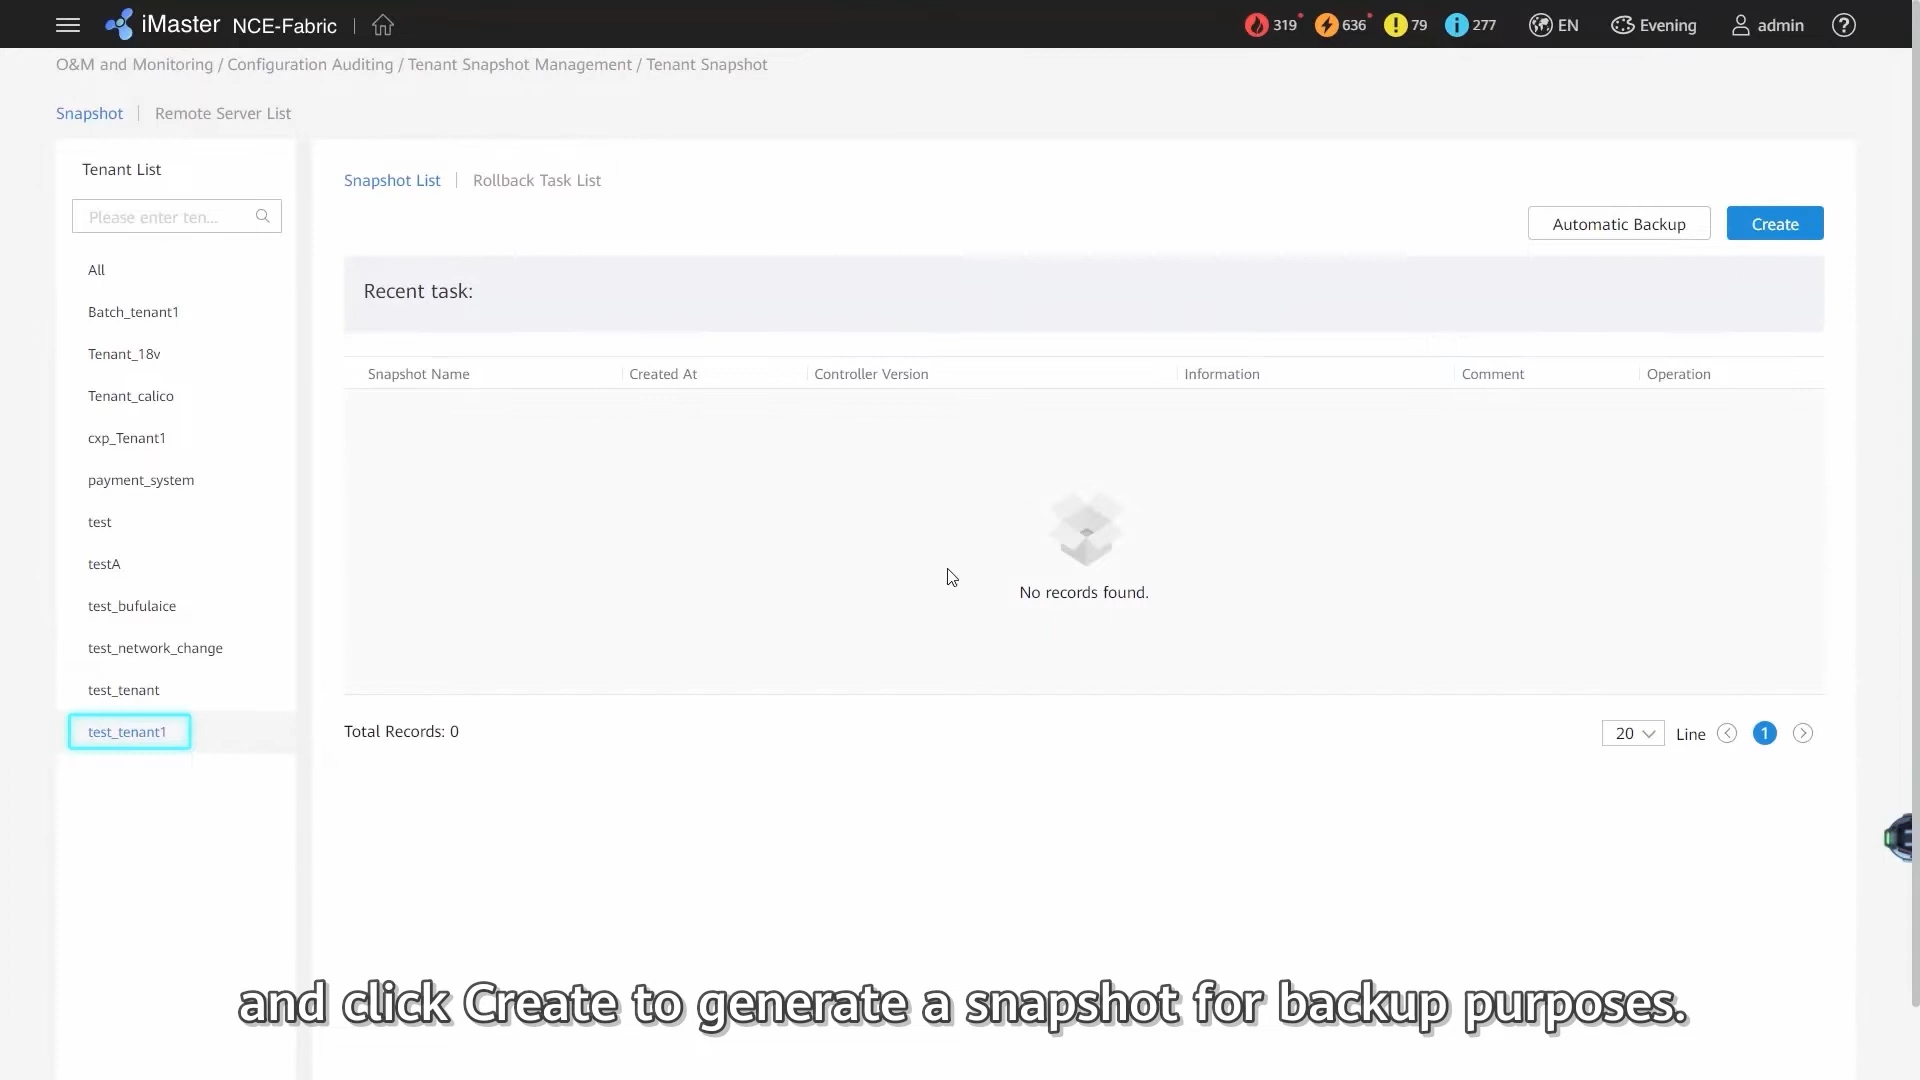 iMaster NCE-Fabric
319 636 79 277 EN Evening admin
O&M and Monitoring / Configuration Auditing / Tenant Snapshot Management / Tenant Snapshot
Snapshot Remote Server List
Tenant List
Please enter ten...
All
Batch_tenant1
Tenant_18v
Tenant_calico
cxp_Tenant1
payment_system
test
testA
test_bufulaice
test_network_change
test_tenant
test_tenant1
Snapshot List Rollback Task List
Automatic Backup Create
Recent task:
Snapshot Name Created At Controller Version Information Comment Operation
No records found.
Total Records: 0
20 Line 1
and click Create to generate a snapshot for backup purposes.